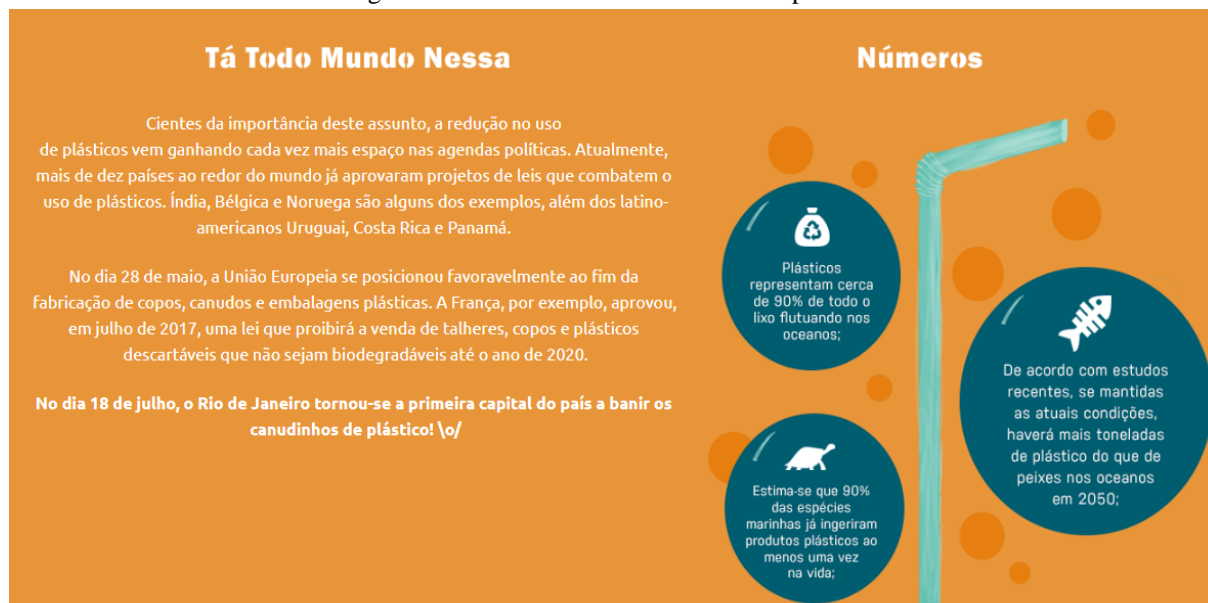 Tá Todo Mundo Nessa
Cientes da importância deste assunto, a redução no uso
de plásticos vem ganhando cada vez mais espaço nas agendas políticas. Atualmente,
mais de dez países ao redor do mundo já aprovaram projetos de leis que combatem o
uso de plásticos. Índia, Bélgica e Noruega são alguns dos exemplos, além dos latino-
americanos Uruguai, Costa Rica e Panamá.
No dia 28 de maio, a União Europeia se posicionou favoravelmente ao fim da
fabricação de copos, canudos e embalagens plásticas. A França, por exemplo, aprovou,
em julho de 2017, uma lei que proibirá a venda de talheres, copos e plásticos
descartáveis que não sejam biodegradáveis até o ano de 2020.
No dia 18 de julho, o Rio de Janeiro tornou-se a primeira capital do país a banir os
canudinhos de plástico! \o/
Números
Plásticos
representam cerca
de 90% de todo o
lixo flutuando nos
oceanos;
De acordo com estudos
recentes, se mantidas
as atuais condições,
haverá mais toneladas
de plástico do que de
peixes nos oceanos
em 2050;
Estima-se que 90%
das espécies
marinhas já ingeriram
produtos plásticos ao
menos uma vez
na vida;